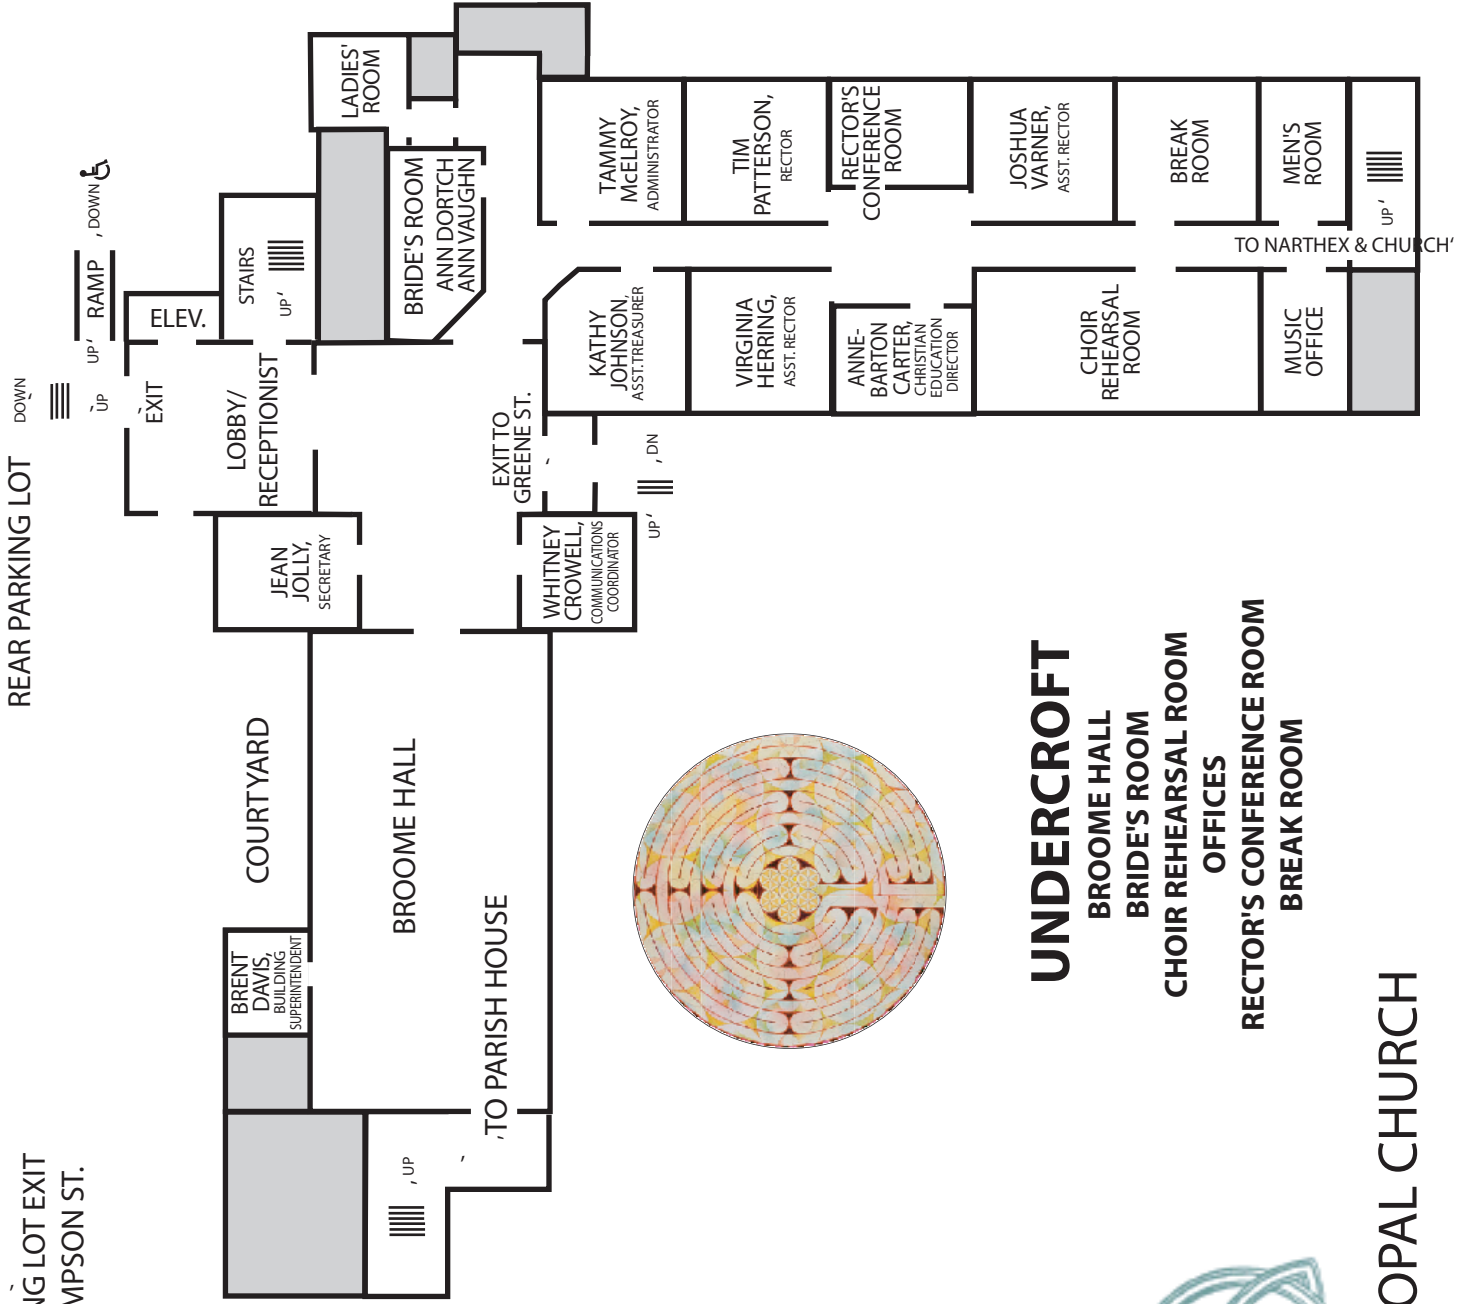 REAR PARKING LOT
DOWN
UP
UP
RAMP
DOWN
ELEV.
STAIRS
UP
EXIT
LOBBY/
RECEPTIONIST
LADIES'
ROOM
BRIDE'S ROOM
ANN DORTCH
ANN VAUGHN
TAMMY
McELROY,
ADMINISTRATOR
TIM
PATTERSON,
RECTOR
RECTOR'S
CONFERENCE
ROOM
JOSHUA
VARNER,
ASST. RECTOR
BREAK
ROOM
MEN'S
ROOM
UP
TO NARTHEX & CHURCH
KATHY
JOHNSON,
ASST. TREASURER
VIRGINIA
HERRING,
ASST. RECTOR
ANNE-
BARTON
CARTER,
CHRISTIAN
EDUCATION
DIRECTOR
CHOIR
REHEARSAL
ROOM
MUSIC
OFFICE
EXIT TO
GREENE ST.
DN
UP
JEAN
JOLLY,
SECRETARY
WHITNEY
CROWELL,
COMMUNICATIONS
COORDINATOR
COURTYARD
BROOME HALL
BRENT
DAVIS,
BUILDING
SUPERINTENDENT
TO PARISH HOUSE
UP
NG LOT EXIT
MPSON ST.
UNDERCROFT
BROOME HALL
BRIDE'S ROOM
CHOIR REHEARSAL ROOM
OFFICES
RECTOR'S CONFERENCE ROOM
BREAK ROOM
OPAL CHURCH